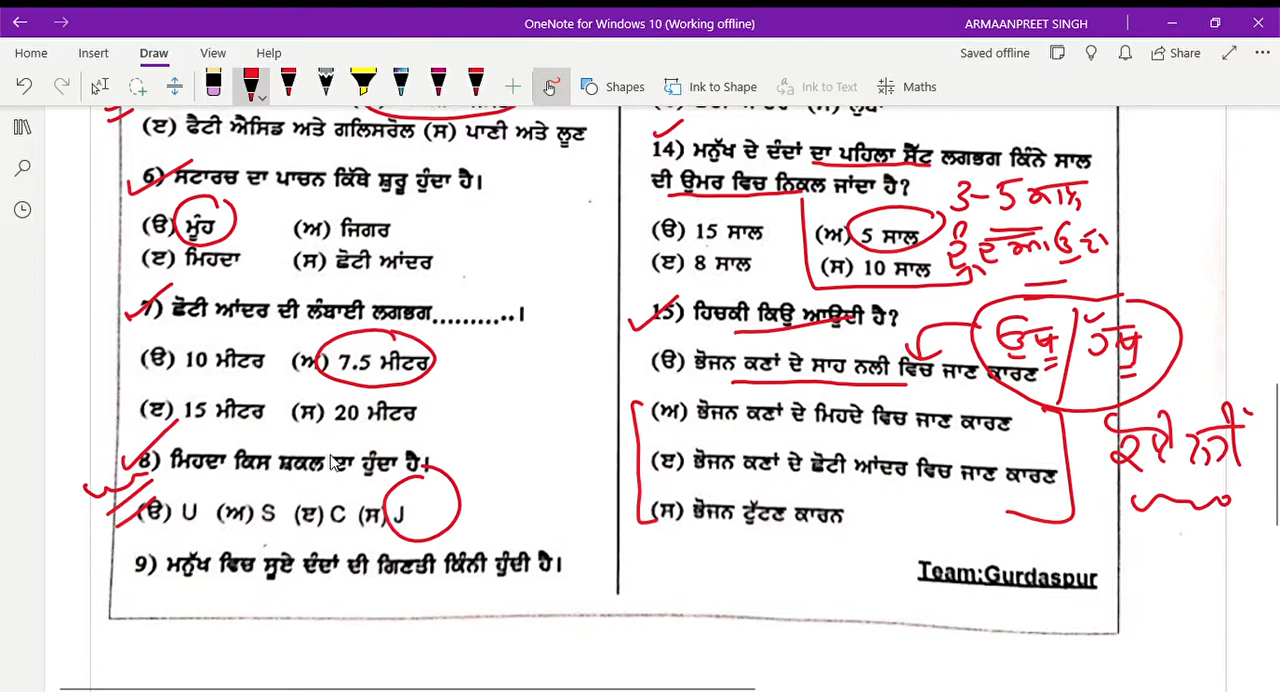 OneNote for Windows 10 (Working offline)
ARMAANPREET SINGH
Home Insert Draw View Help
Saved offline
Share
Shapes
Ink to Shape
Ink to Text
Maths
(ੲ) ਫੈਟੀ ਐਸਿਡ ਅਤੇ ਗਲਿਸਰੋਲ (ਸ) ਪਾਣੀ ਅਤੇ ਲੂਣ
6) ਸਟਾਰਚ ਦਾ ਪਾਚਨ ਕਿੱਥੇ ਸ਼ੁਰੂ ਹੁੰਦਾ ਹੈ।
(ੳ) ਮੂੰਹ (ਅ) ਜਿਗਰ
(ੲ) ਮਿਹਦਾ (ਸ) ਛੋਟੀ ਆਂਦਰ
7) ਛੋਟੀ ਆਂਦਰ ਦੀ ਲੰਬਾਈ ਲਗਭਗ...........।
(ੳ) 10 ਮੀਟਰ (ਅ) 7.5 ਮੀਟਰ
(ੲ) 15 ਮੀਟਰ (ਸ) 20 ਮੀਟਰ
8) ਮਿਹਦਾ ਕਿਸ ਸ਼ਕਲ ਦਾ ਹੁੰਦਾ ਹੈ।
(ੳ) U (ਅ) S (ੲ) C (ਸ) J
9) ਮਨੁੱਖ ਵਿਚ ਸੂਏ ਦੰਦਾਂ ਦੀ ਗਿਣਤੀ ਕਿੰਨੀ ਹੁੰਦੀ ਹੈ।
14) ਮਨੁੱਖ ਦੇ ਦੰਦਾਂ ਦਾ ਪਹਿਲਾ ਸੈੱਟ ਲਗਭਗ ਕਿੰਨੇ ਸਾਲ
ਦੀ ਉਮਰ ਵਿਚ ਨਿਕਲ ਜਾਂਦਾ ਹੈ?
3-5 ਸਾਲ
(ੳ) 15 ਸਾਲ (ਅ) 5 ਸਾਲ
(ੲ) 8 ਸਾਲ (ਸ) 10 ਸਾਲ
15) ਹਿਚਕੀ ਕਿਉ ਆਉਦੀ ਹੈ?
(ੳ) ਭੋਜਨ ਕਣਾਂ ਦੇ ਸਾਹ ਨਲੀ ਵਿਚ ਜਾਣ ਕਾਰਣ
(ਅ) ਭੋਜਨ ਕਣਾਂ ਦੇ ਮਿਹਦੇ ਵਿਚ ਜਾਣ ਕਾਰਣ
(ੲ) ਭੋਜਨ ਕਣਾਂ ਦੇ ਛੋਟੀ ਆਂਦਰ ਵਿਚ ਜਾਣ ਕਾਰਣ
(ਸ) ਭੋਜਨ ਟੁੱਟਣ ਕਾਰਨ
Team:Gurdaspur